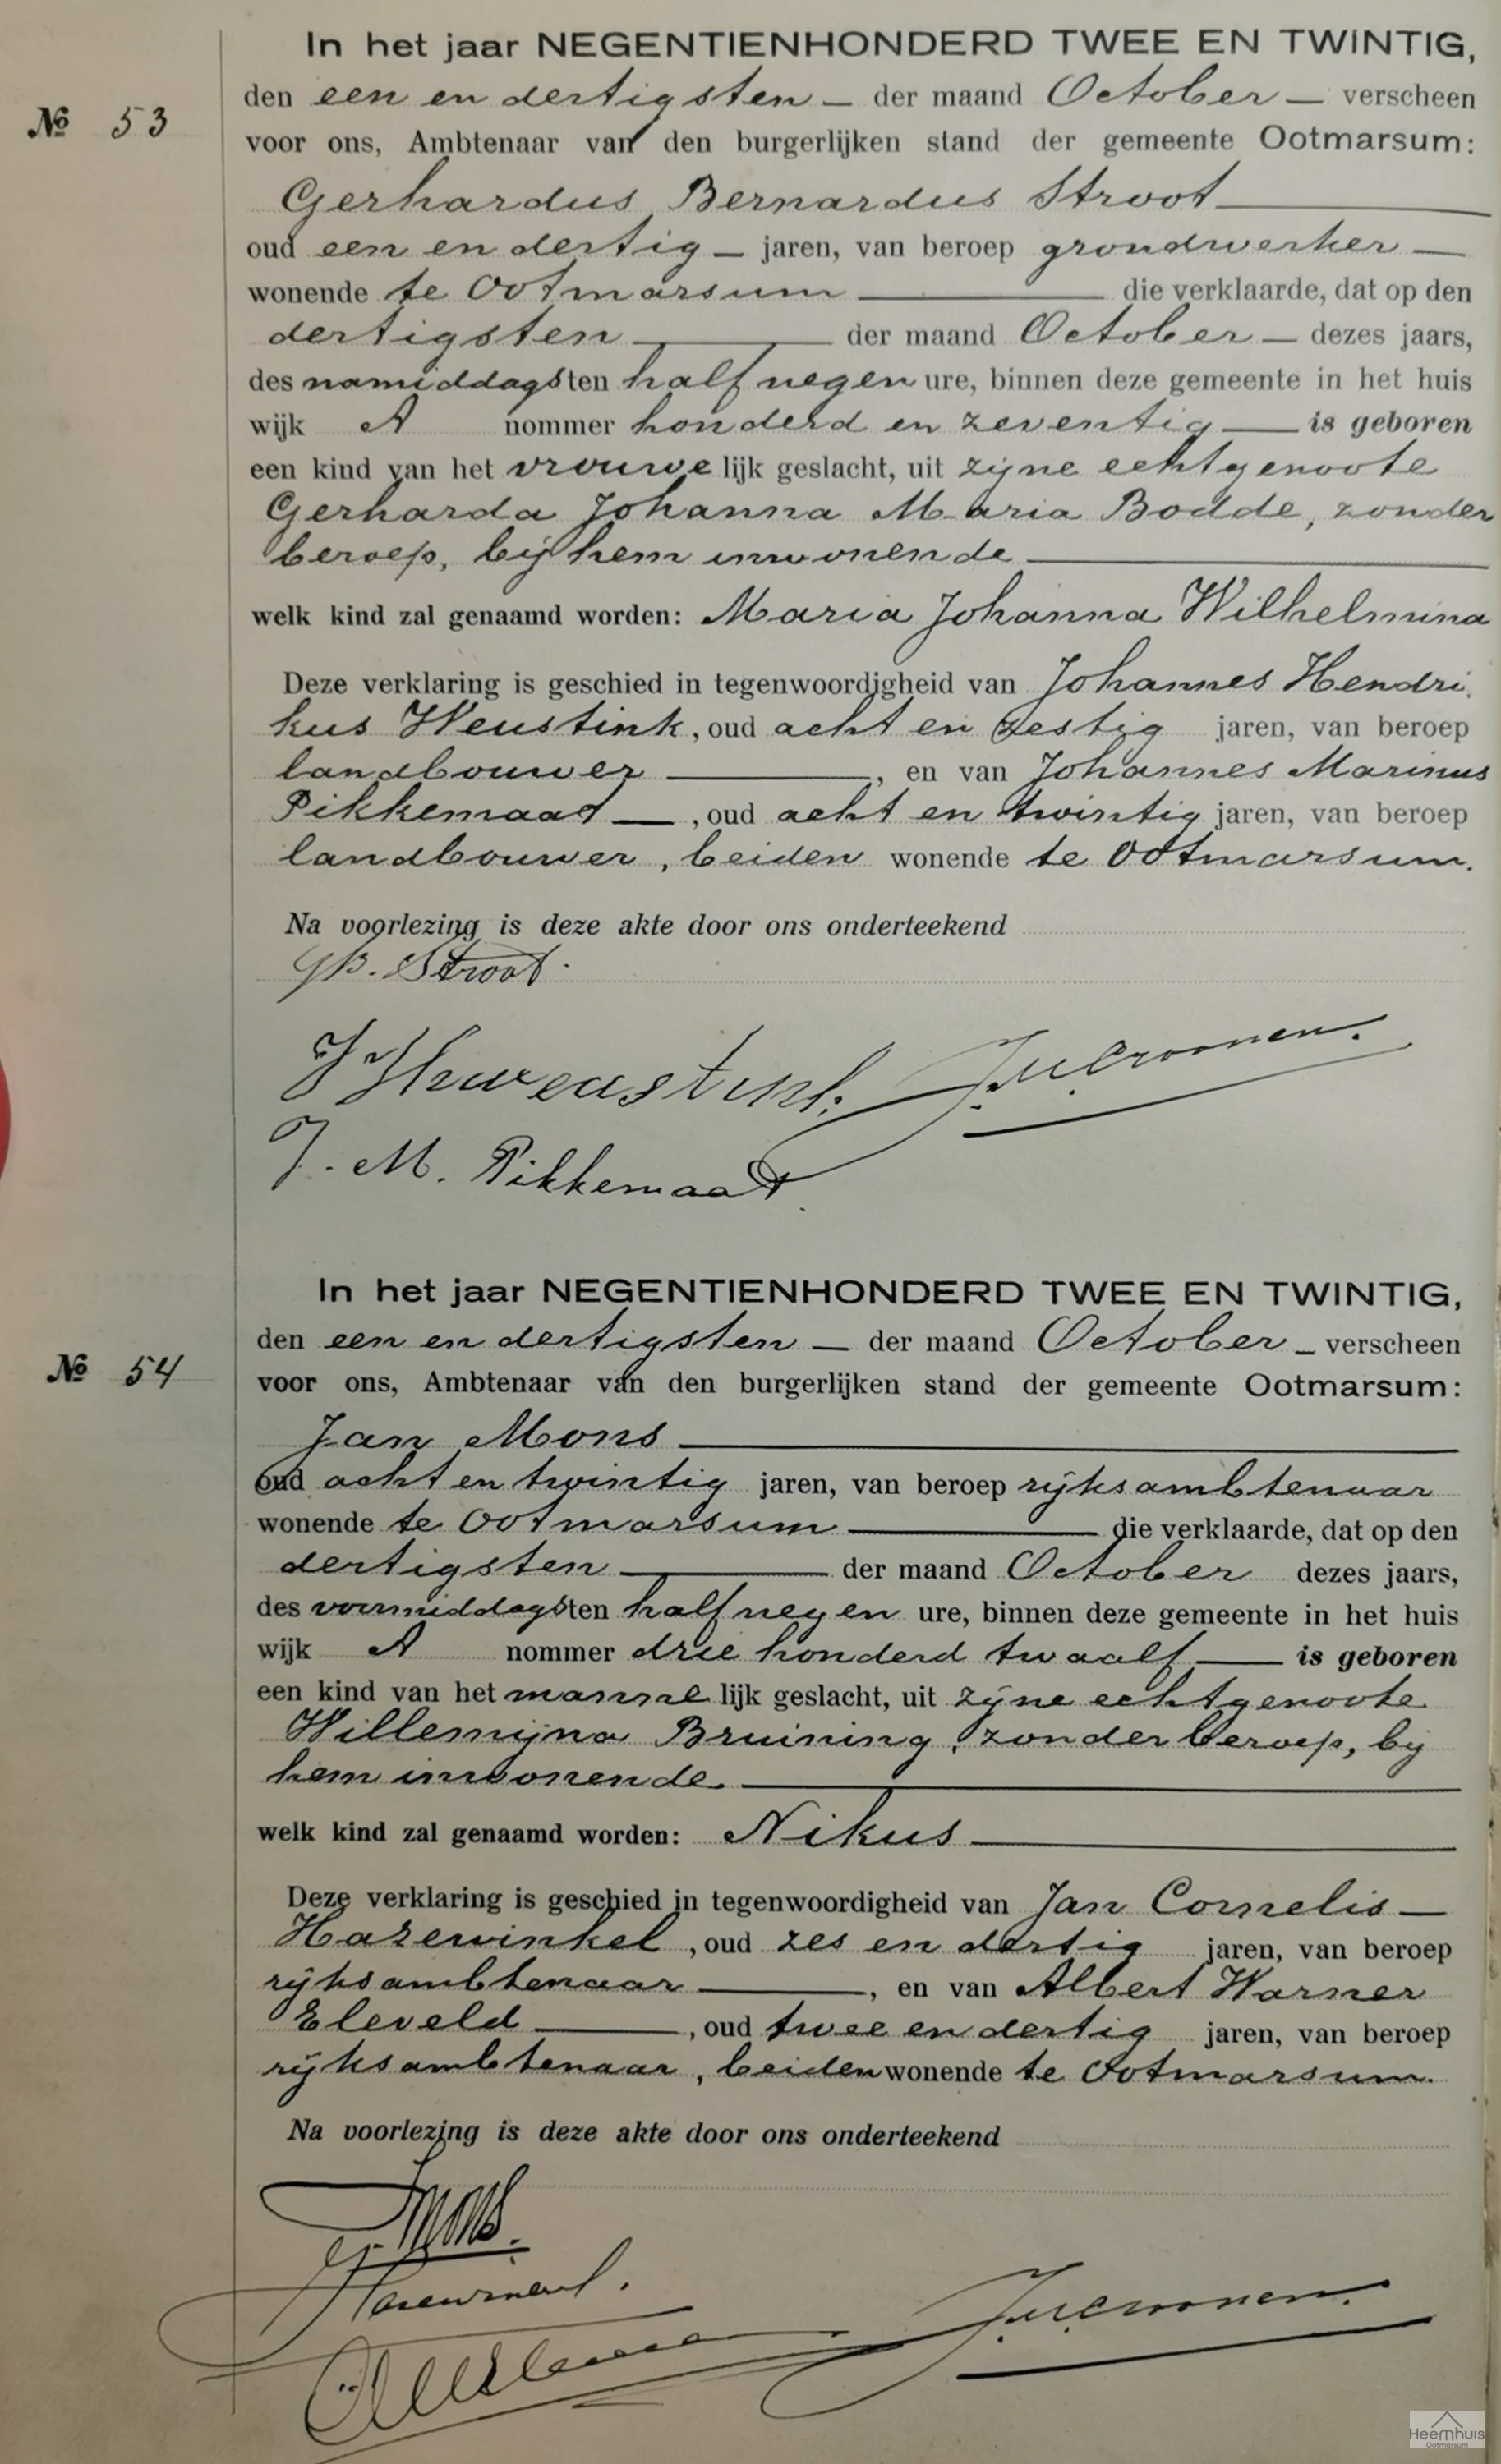 In het jaar NEGENTIENHONDERD TWEE EN TWINTIG,
den een en dertigsten — der maand October — verscheen
№ 53
voor ons, Ambtenaar van den burgerlijken stand der gemeente Ootmarsum:
Gerhardus Bernardus Stroot
oud een en dertig — jaren, van beroep grondwerker —
wonende te Ootmarsum — die verklaarde, dat op den
dertigsten — der maand October — dezes jaars,
des namiddags ten half negen ure, binnen deze gemeente in het huis
wijk A nommer honderd en zeventig — is geboren
een kind van het vrouwelijk geslacht, uit zijne echtgenoote
Gerharda Johanna Maria Bodde, zonder
beroep, bij hem inwonende —
welk kind zal genaamd worden: Maria Johanna Wilhelmina
Deze verklaring is geschied in tegenwoordigheid van Johannes Hendri
kus Weustink, oud acht en zestig jaren, van beroep
landbouwer —, en van Johannes Marinus
Pikkemaat —, oud acht en twintig jaren, van beroep
landbouwer, beiden wonende te Ootmarsum.
Na voorlezing is deze akte door ons onderteekend
GB. Stroot.
J. M. Pikkemaat
In het jaar NEGENTIENHONDERD TWEE EN TWINTIG,
den een en dertigsten — der maand October — verscheen
№ 54
voor ons, Ambtenaar van den burgerlijken stand der gemeente Ootmarsum:
Jan Mons —
oud acht en twintig jaren, van beroep rijksambtenaar
wonende te Ootmarsum — die verklaarde, dat op den
dertigsten — der maand October dezes jaars,
des voormiddags ten half negen ure, binnen deze gemeente in het huis
wijk A nommer drie honderd twaalf — is geboren
een kind van het mannelijk geslacht, uit zijne echtgenoote
Willemijna Bruining, zonder beroep, bij
hem inwonende. —
welk kind zal genaamd worden: Nikus —
Deze verklaring is geschied in tegenwoordigheid van Jan Cornelis —
Hazewinkel, oud zes en dertig jaren, van beroep
rijksambtenaar —, en van Albert Warner
Eleveld —, oud twee en dertig jaren, van beroep
rijksambtenaar, beiden wonende te Ootmarsum.
Na voorlezing is deze akte door ons onderteekend
JMons.
Heemhuis
Ootmarsum